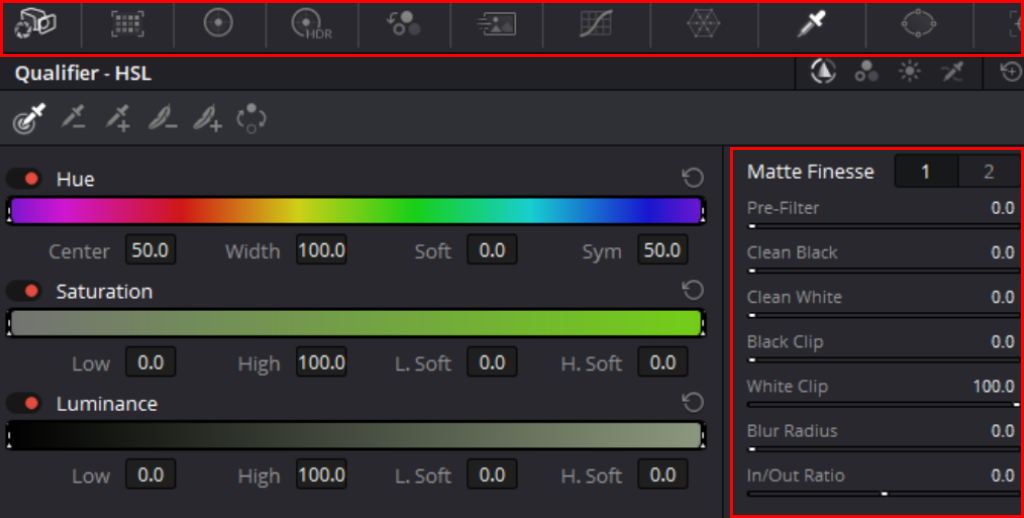 HDR
Qualifier - HSL
Hue
Center 50.0 Width 100.0 Soft 0.0 Sym 50.0
Saturation
Low 0.0 High 100.0 L. Soft 0.0 H. Soft 0.0
Luminance
Low 0.0 High 100.0 L. Soft 0.0 H. Soft 0.0
Matte Finesse 1 2
Pre-Filter 0.0
Clean Black 0.0
Clean White 0.0
Black Clip 0.0
White Clip 100.0
Blur Radius 0.0
In/Out Ratio 0.0